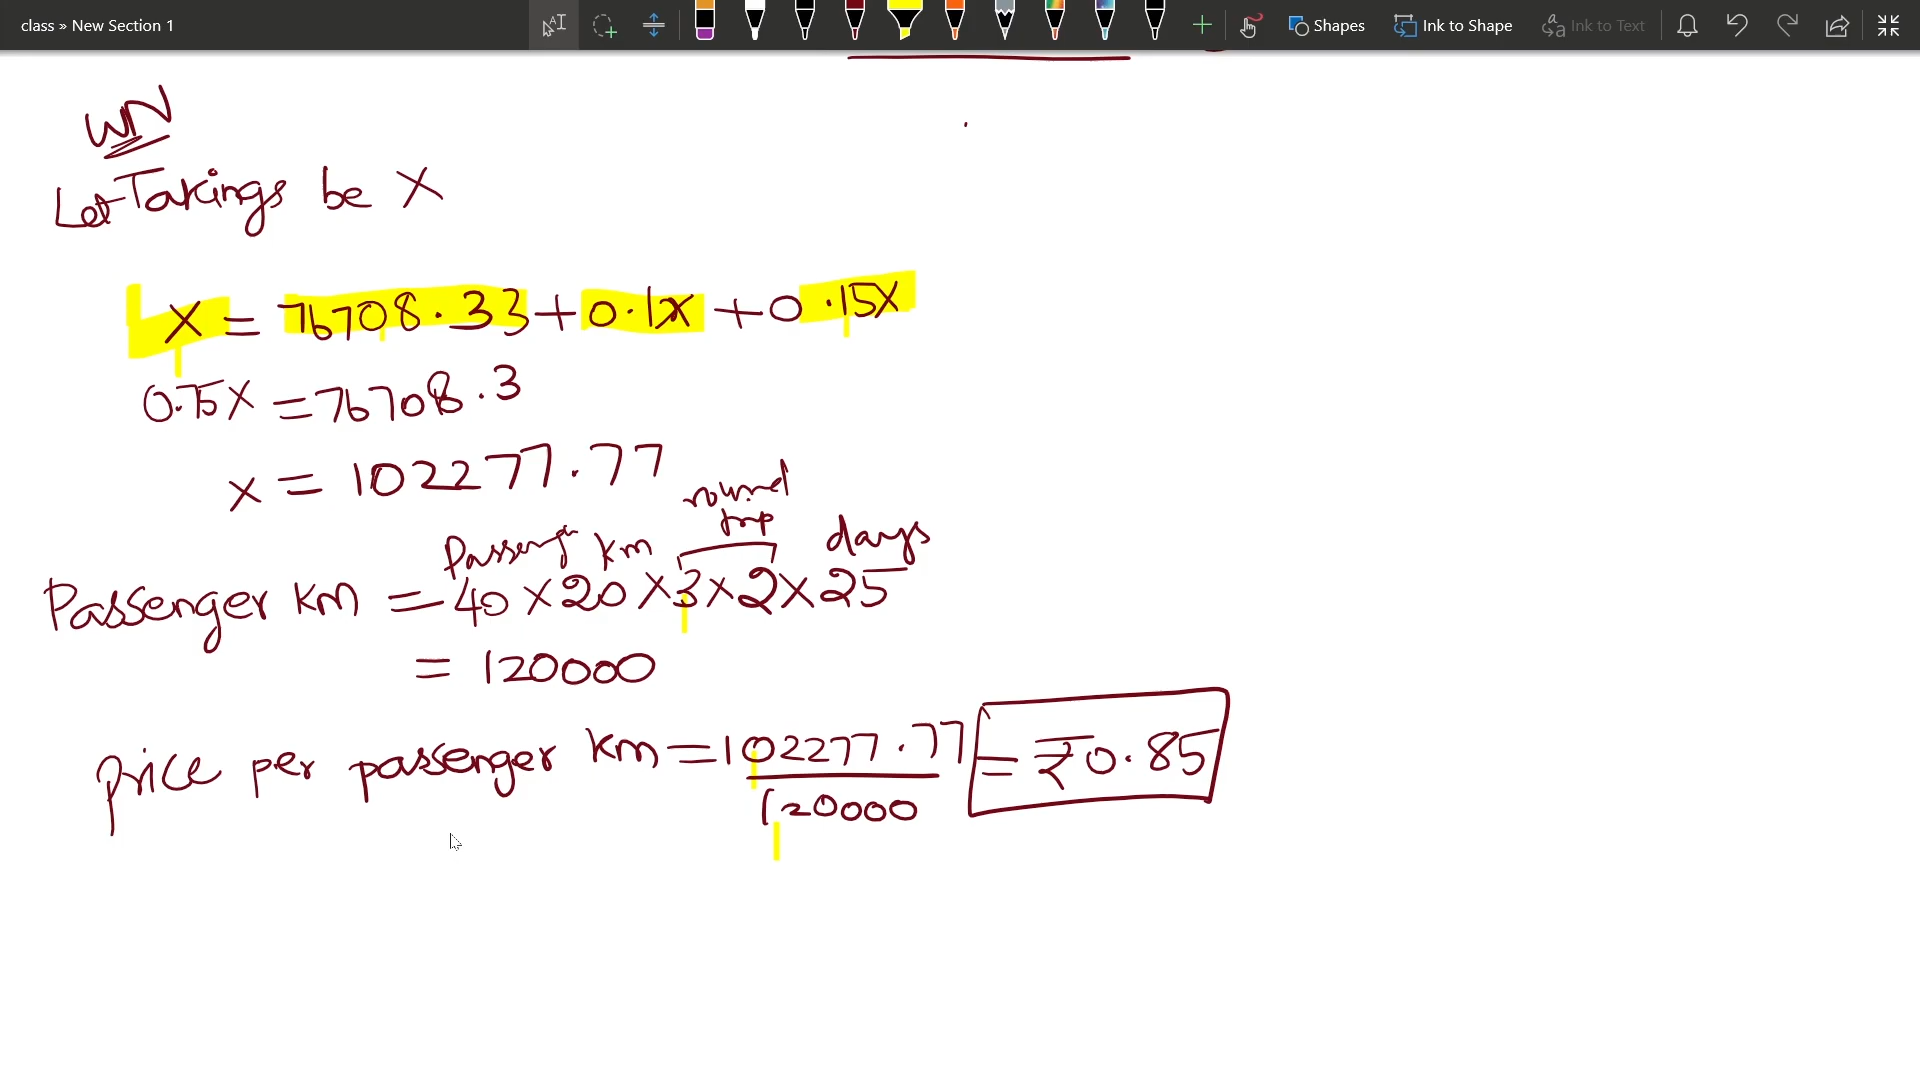 class » New Section 1
Shapes
Ink to Shape
Ink to Text
WN
Let Takings be X
X = 76708.33 + 0.1x + 0.15X
0.75X = 76708.3
x = 102277.77
round
trip
Passeng km days
Passenger KM = 40 × 20 × 3 × 2 × 25
= 120000
Price per passenger km = 102277.77 = ₹0.85
120000